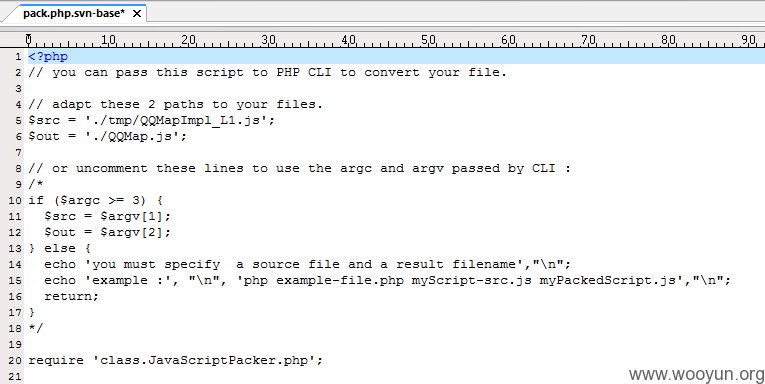 pack.php.svn-base*
0 10 20 30 40 50 60 70 80 90
1 <?php
2 // you can pass this script to PHP CLI to convert your file.
3
4 // adapt these 2 paths to your files.
5 $src = './tmp/QQMapImpl_L1.js';
6 $out = './QQMap.js';
7
8 // or uncomment these lines to use the argc and argv passed by CLI :
9 /*
10 if ($argc >= 3) {
11   $src = $argv[1];
12   $out = $argv[2];
13 } else {
14   echo 'you must specify  a source file and a result filename',"\n";
15   echo 'example :', "\n", 'php example-file.php myScript-src.js myPackedScript.js',"\n";
16   return;
17 }
18 */
19
20 require 'class.JavaScriptPacker.php';
21
www.wooyun.org